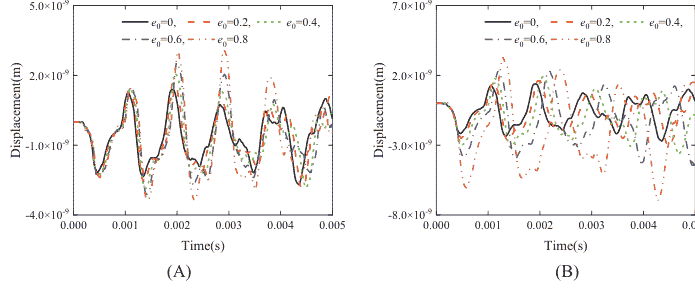 5.0×10⁻⁹
2.0×10⁻⁹
-1.0×10⁻⁹
-4.0×10⁻⁹
Displacement(m)
e₀=0, e₀=0.2, e₀=0.4,
e₀=0.6, e₀=0.8
0.000 0.001 0.002 0.003 0.004 0.005
Time(s)
(A)
7.0×10⁻⁹
2.0×10⁻⁹
-3.0×10⁻⁹
-8.0×10⁻⁹
Displacement(m)
e₀=0, e₀=0.2, e₀=0.4,
e₀=0.6, e₀=0.8
0.000 0.001 0.002 0.003 0.004
Time(s)
(B)